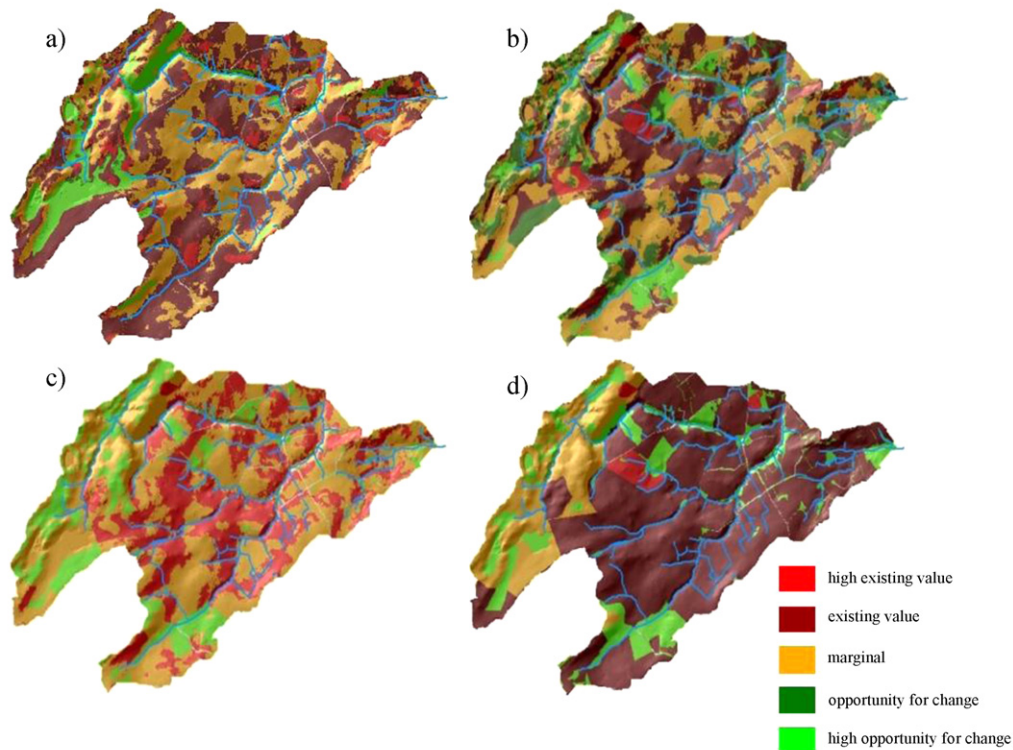 a)
b)
c)
d)
high existing value
existing value
marginal
opportunity for change
high opportunity for change